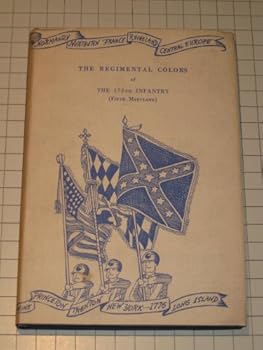 NORMANDY NORTHERN FRANCE RHINELAND CENTRAL EUROPE
THE REGIMENTAL COLORS
of
THE 175TH INFANTRY
(FIFTH MARYLAND)
PRINCETON TRENTON NEW YORK-1776 LONG ISLAND